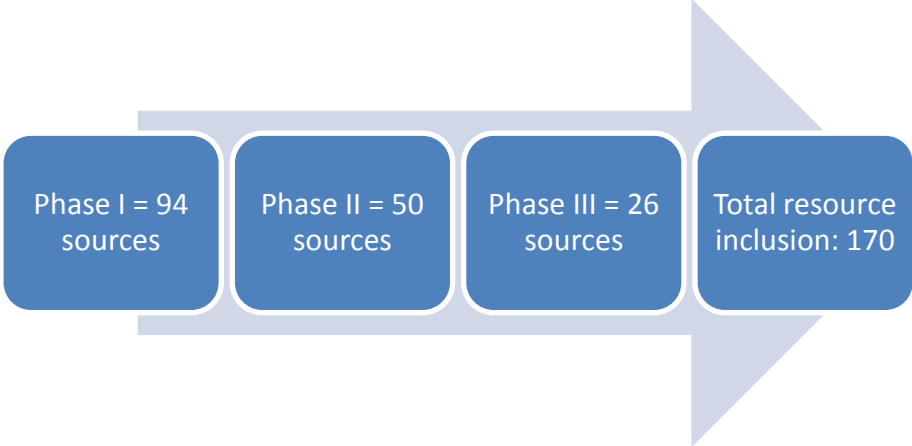 Phase I = 94
sources
Phase II = 50
sources
Phase III = 26
sources
Total resource
inclusion: 170